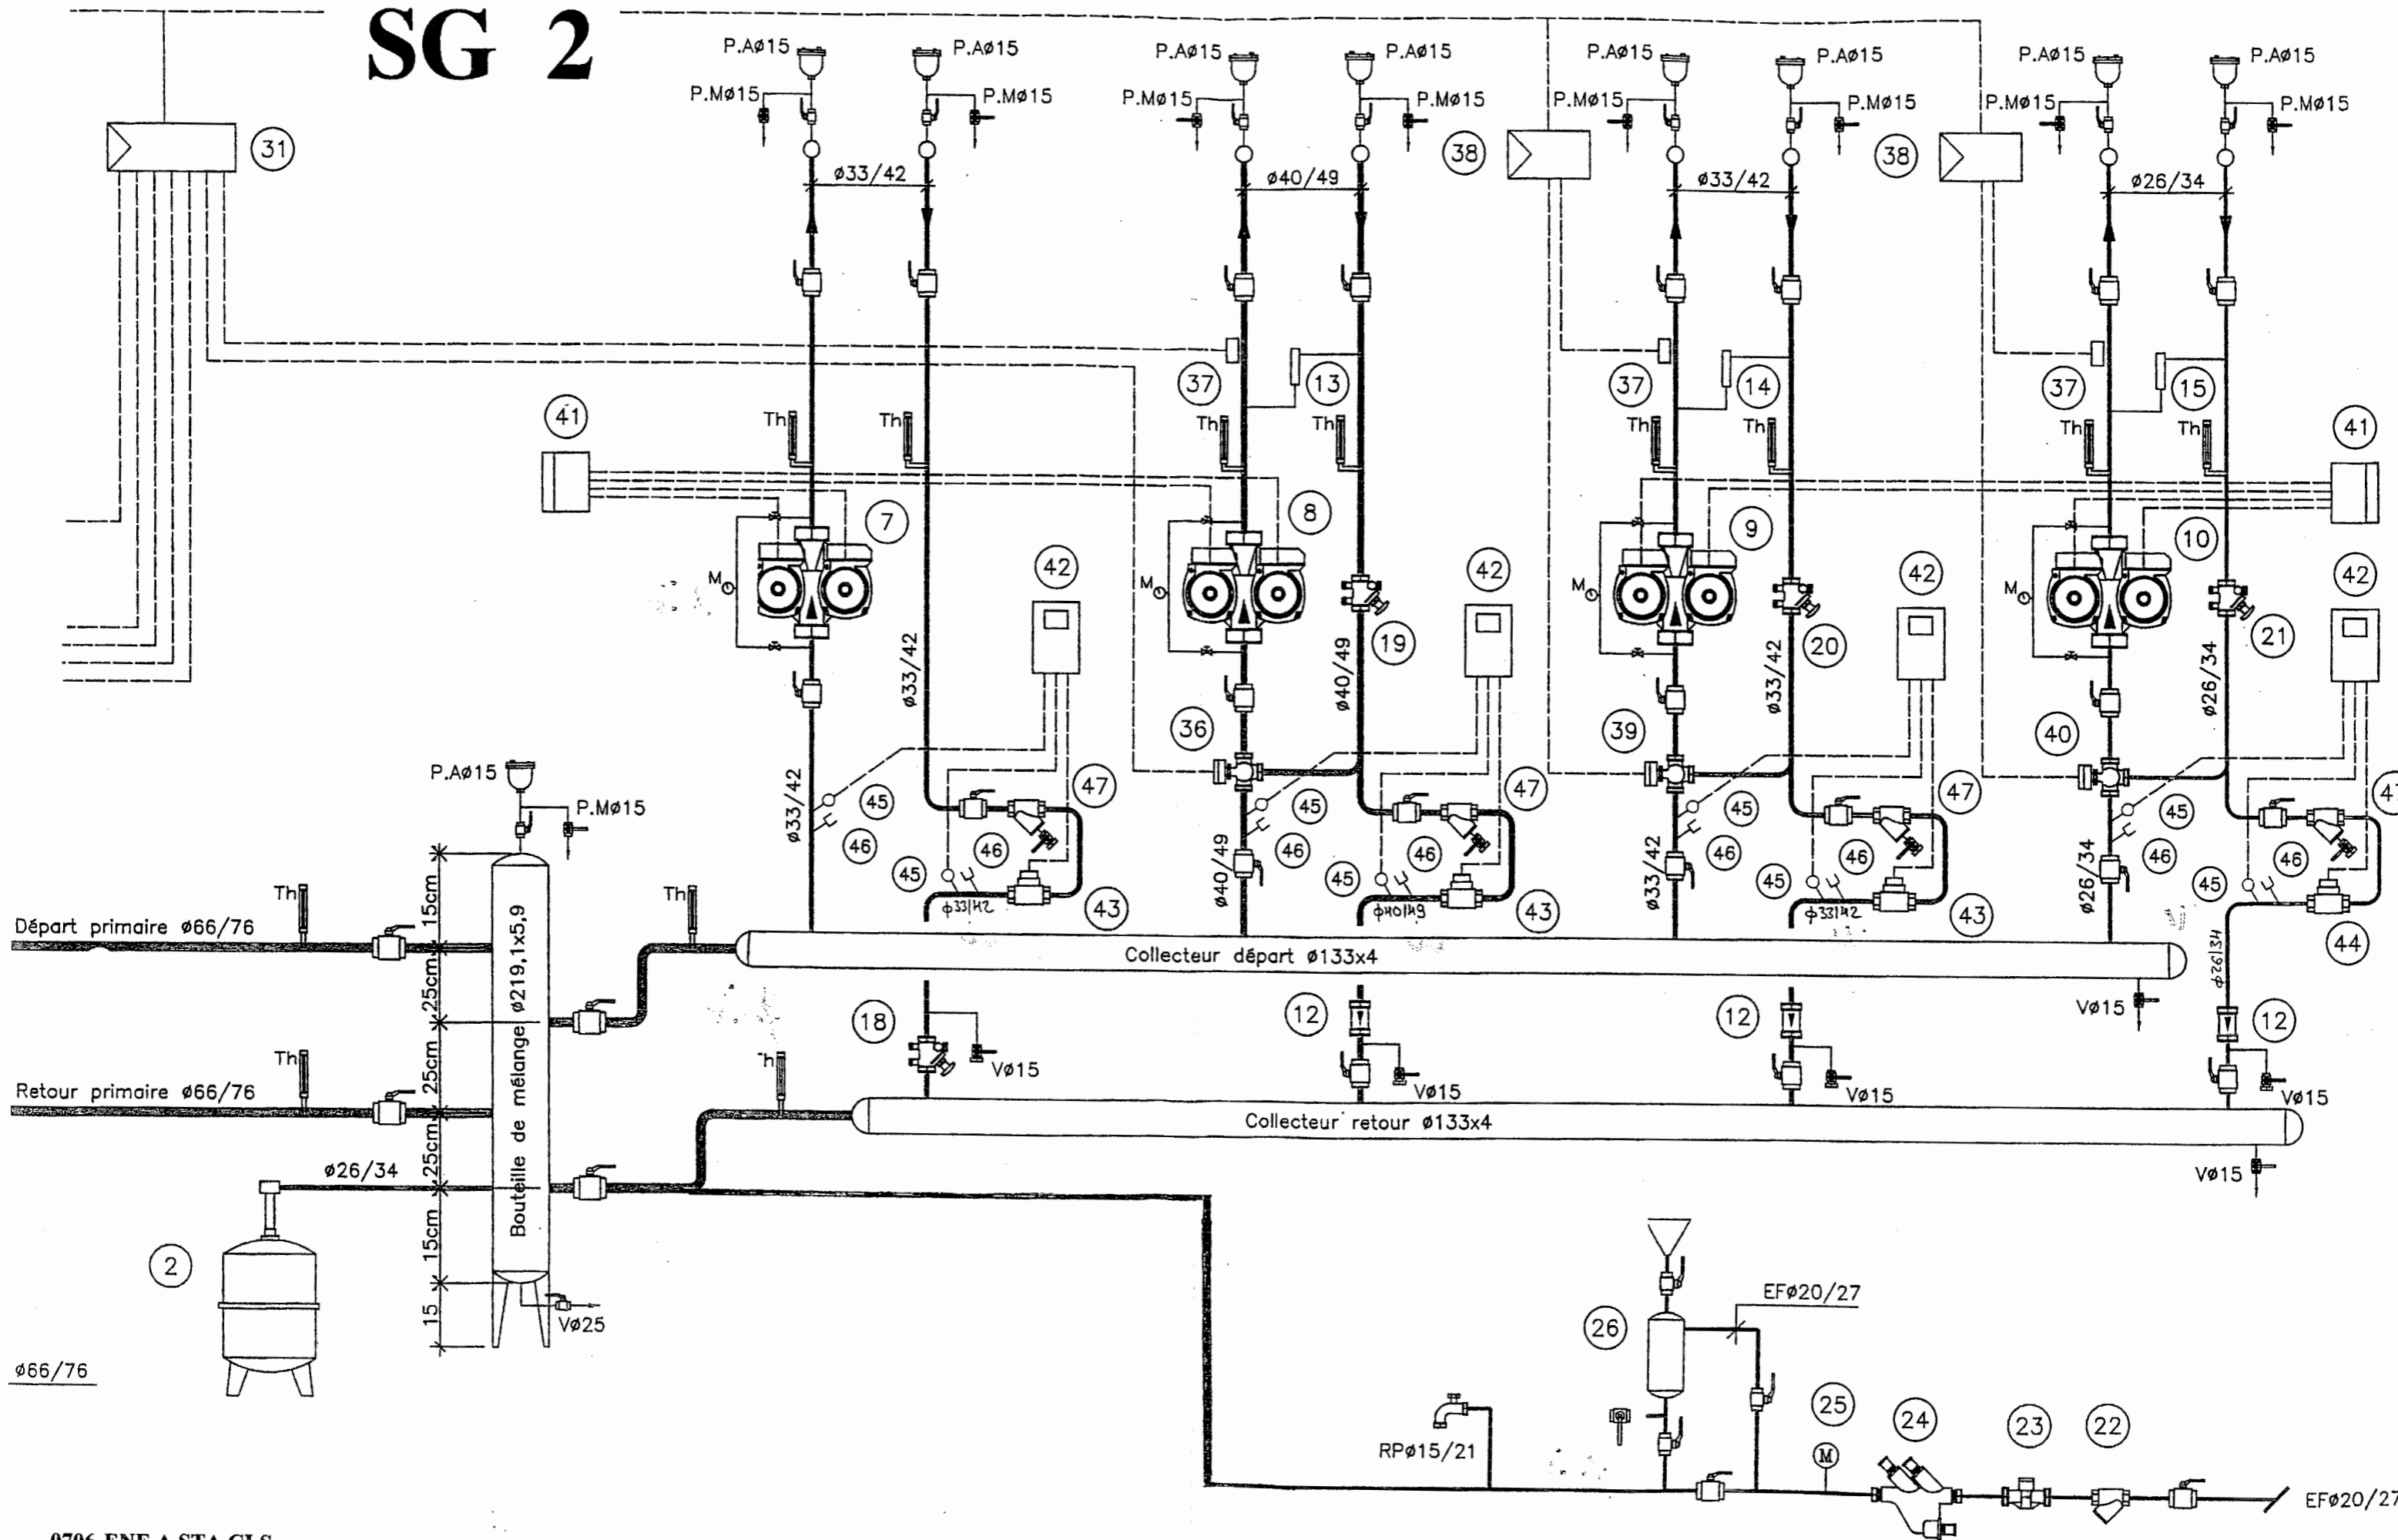 SG 2
P.Aø15 P.Aø15 P.Aø15 P.Aø15 P.Aø15 P.Aø15 P.Aø15 P.Aø15
P.Mø15 P.Mø15 P.Mø15 P.Mø15 P.Mø15 P.Mø15 P.Mø15 P.Mø15
31 38 38
ø33/42 ø40/49 ø33/42 ø26/34
37 13 37 14 37 15
41 Th Th Th Th Th Th Th Th 41
7 8 9 10
M M M M
42 42 42 42
19 20 21
ø33/42 ø40/49 ø33/42 ø26/34
36 39 40
P.Aø15
P.Mø15
ø33/42 45 47 45 47 45 47 45
46 46 46 46 46 46 46
45 45 45 45
ø40/49 ø33/42 ø26/34
ϕ33/42 43 ϕ40/49 43 ϕ33/42 43 44
ϕ26/34
Th Th
Départ primaire ø66/76
Collecteur départ ø133x4
Vø15
18 12 12 12
Vø15 Vø15 Vø15 Vø15
Th
Retour primaire ø66/76
Collecteur retour ø133x4
Vø15
15cm
25cm
25cm
25cm
15cm
15
Bouteille de mélange ø219,1x5,9
ø26/34
2
Vø25
ø66/76
26
EFø20/27
RPø15/21
25 24 23 22
M
EFø20/27